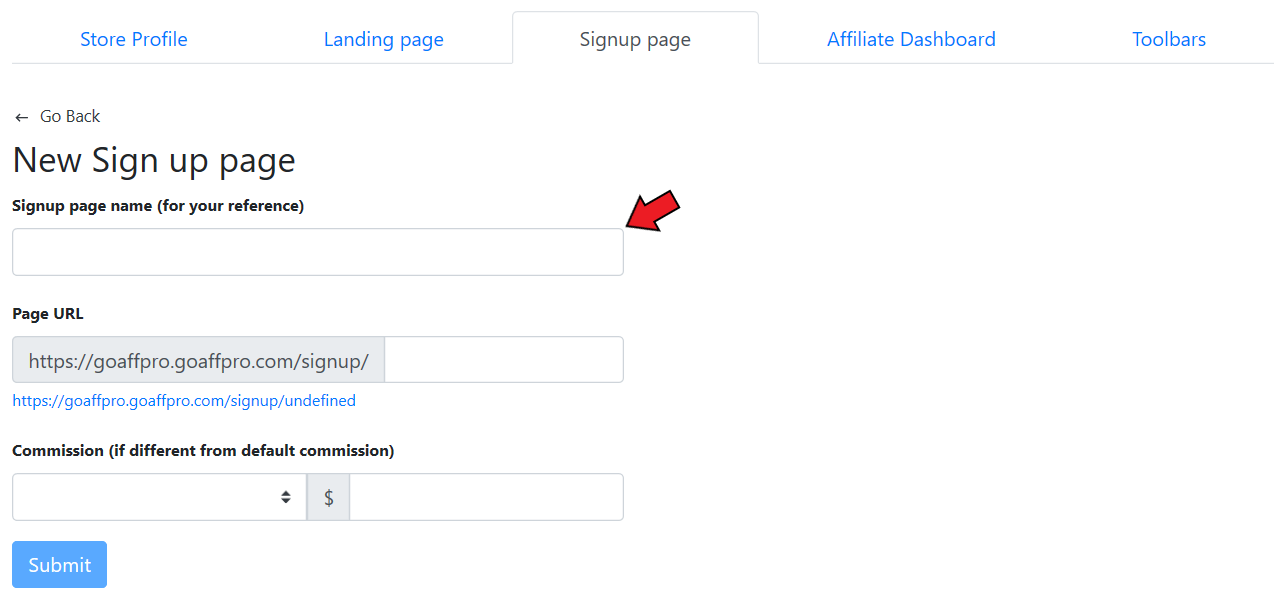 Store Profile Landing page Signup page Affiliate Dashboard Toolbars
← Go Back
New Sign up page
Signup page name (for your reference)
Page URL
https://goaffpro.goaffpro.com/signup/
https://goaffpro.goaffpro.com/signup/undefined
Commission (if different from default commission)
$
Submit